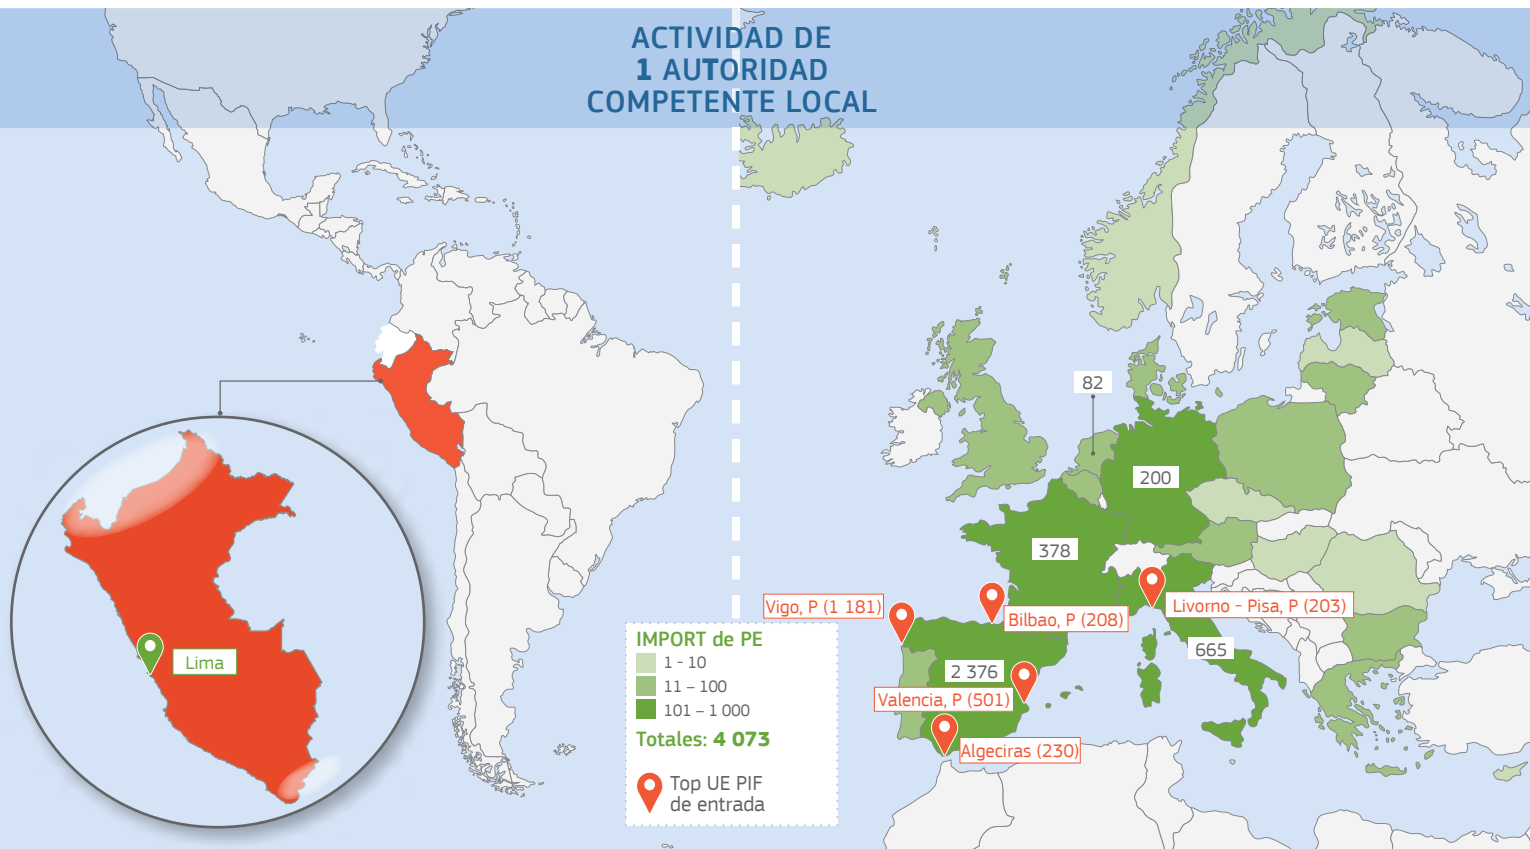 ACTIVIDAD DE
1 AUTORIDAD
COMPETENTE LOCAL
82
200
378
Vigo, P (1 181)
Bilbao, P (208)
Livorno - Pisa, P (203)
665
2 376
Valencia, P (501)
Algeciras (230)
Lima
IMPORT de PE
1 - 10
11 – 100
101 – 1 000
Totales: 4 073
Top UE PIF
de entrada